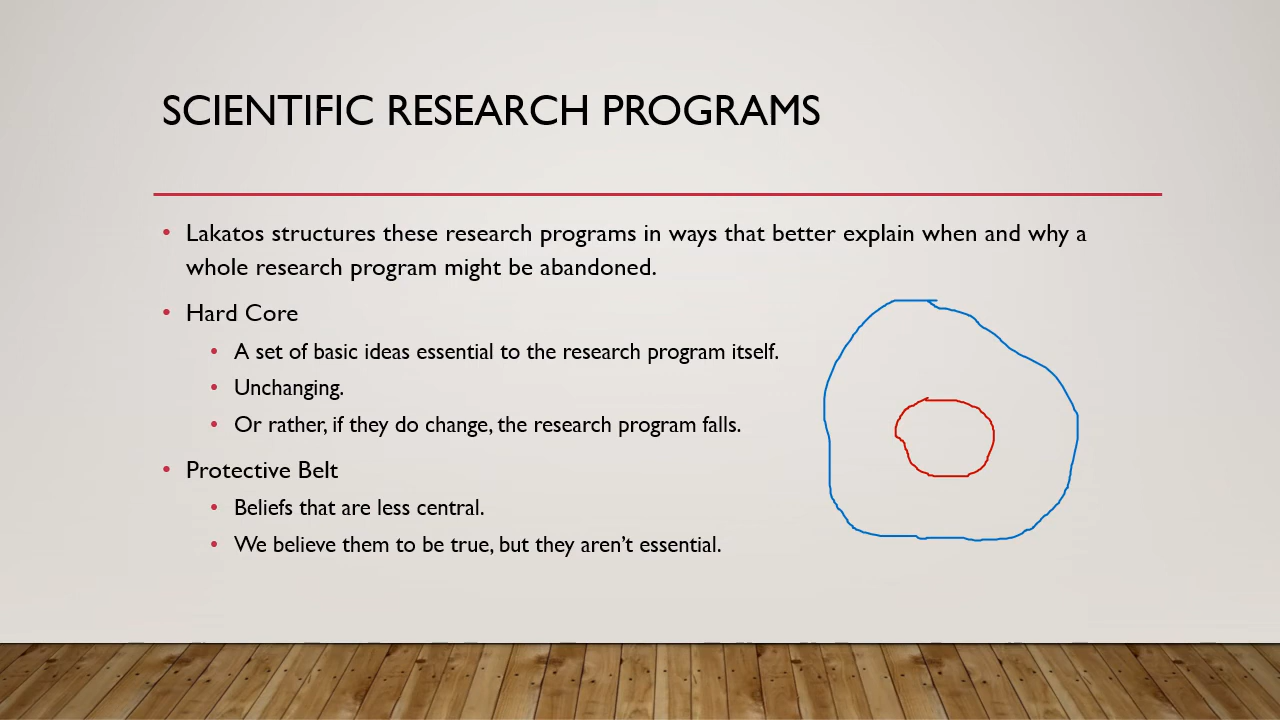 SCIENTIFIC RESEARCH PROGRAMS
• Lakatos structures these research programs in ways that better explain when and why a
whole research program might be abandoned.
• Hard Core
• A set of basic ideas essential to the research program itself.
• Unchanging.
• Or rather, if they do change, the research program falls.
• Protective Belt
• Beliefs that are less central.
• We believe them to be true, but they aren’t essential.